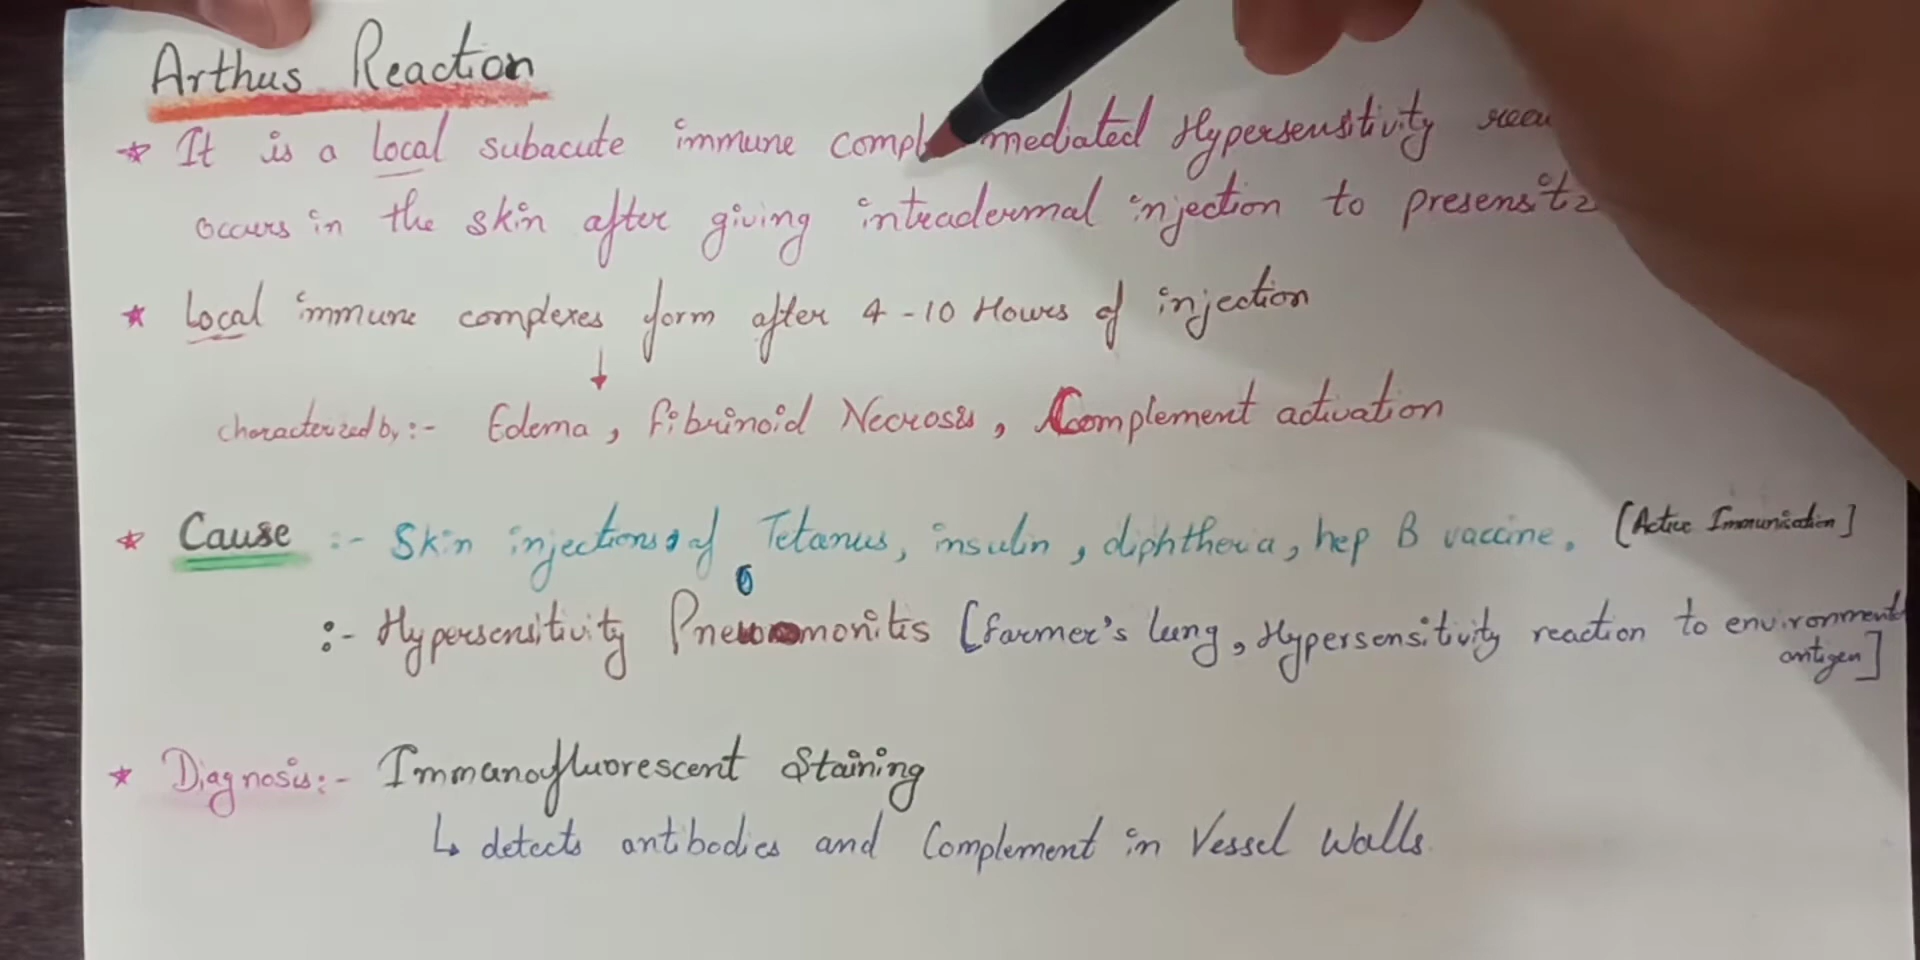 Arthus Reaction
It is a local subacute immune mediated Hypersensitivity
occurs in the skin after giving intradermal injection to
Local immune complexes form after 4-10 Hours of injection
characterized by :- Edema, Fibrinoid Necrosis, Complement activation
Cause :- Skin injections of Tetanus, insulin, diphtheria, hep B vaccine. [Active Immunization]
:- Hypersensitivity Pneumonitis [Farmer's lung, Hypersensitivity reaction to
antigen]
Diagnosis:- Immunofluorescent Staining
↳ detects antibodies and Complement in Vessel Walls